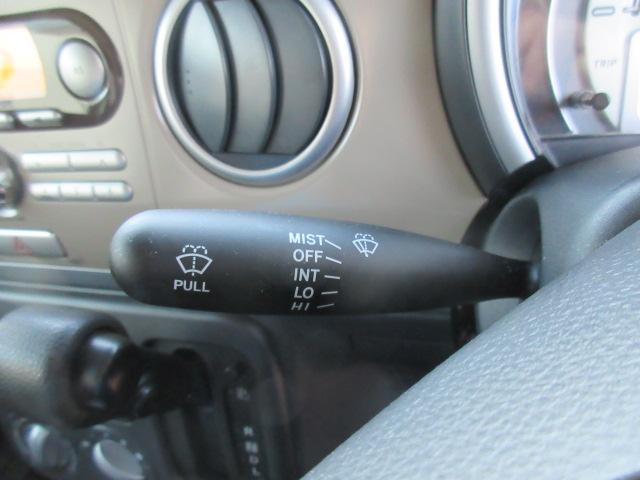 TRIP
MIST
OFF
INT
LO
HI
PULL